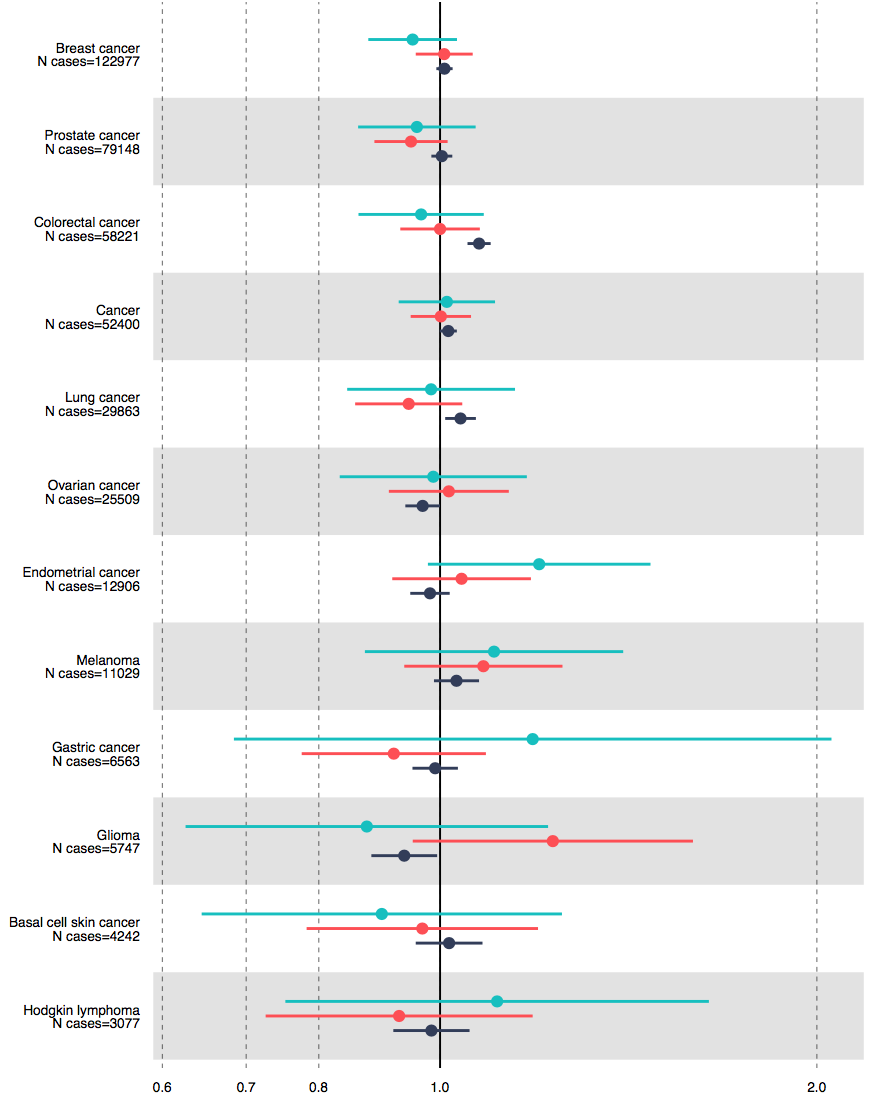 Breast cancer
N cases=122977
Prostate cancer
N cases=79148
Colorectal cancer
N cases=58221
Cancer
N cases=52400
Lung cancer
N cases=29863
Ovarian cancer
N cases=25509
Endometrial cancer
N cases=12906
Melanoma
N cases=11029
Gastric cancer
N cases=6563
Glioma
N cases=5747
Basal cell skin cancer
N cases=4242
Hodgkin lymphoma
N cases=3077
0.6 0.7 0.8 1.0 2.0